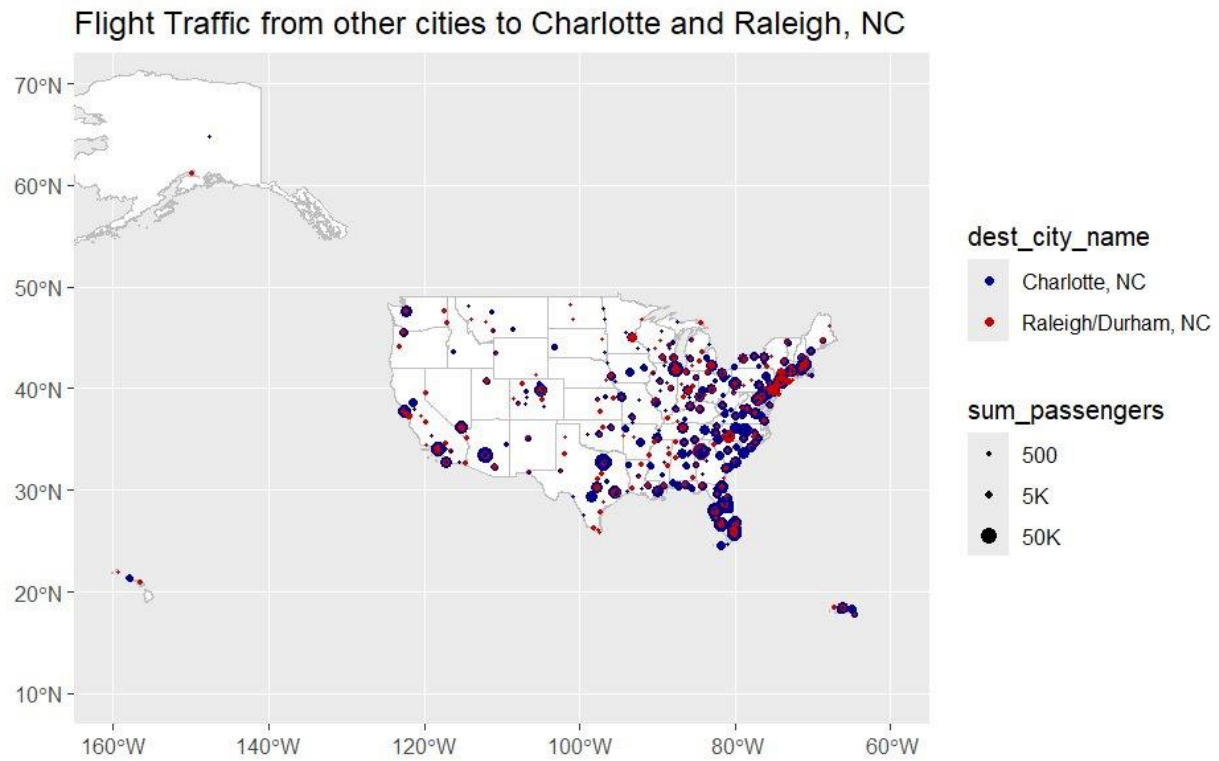 Flight Traffic from other cities to Charlotte and Raleigh, NC
70°N
60°N
50°N
40°N
30°N
20°N
10°N
160°W
140°W
120°W
100°W
80°W
60°W
dest_city_name
Charlotte, NC
Raleigh/Durham, NC
sum_passengers
500
5K
50K